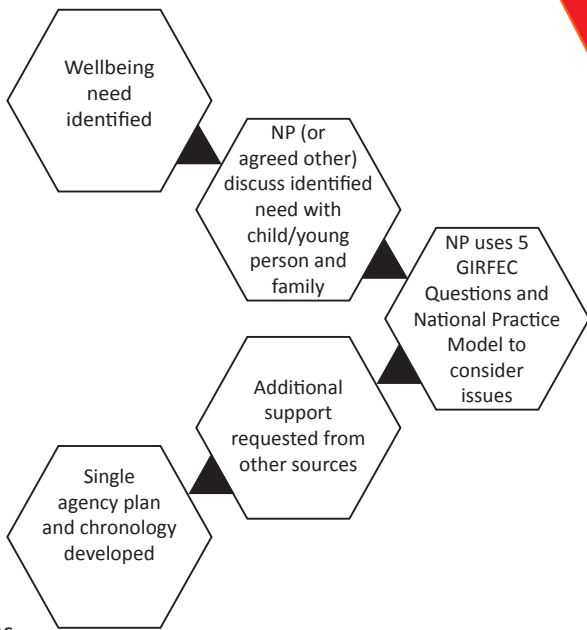 Wellbeing
need
identified
NP (or
agreed other)
discuss identified
need with
child/young
person and
family
NP uses 5
GIRFEC
Questions and
National Practice
Model to
consider
issues
Additional
support
requested from
other sources
Single
agency plan
and chronology
developed